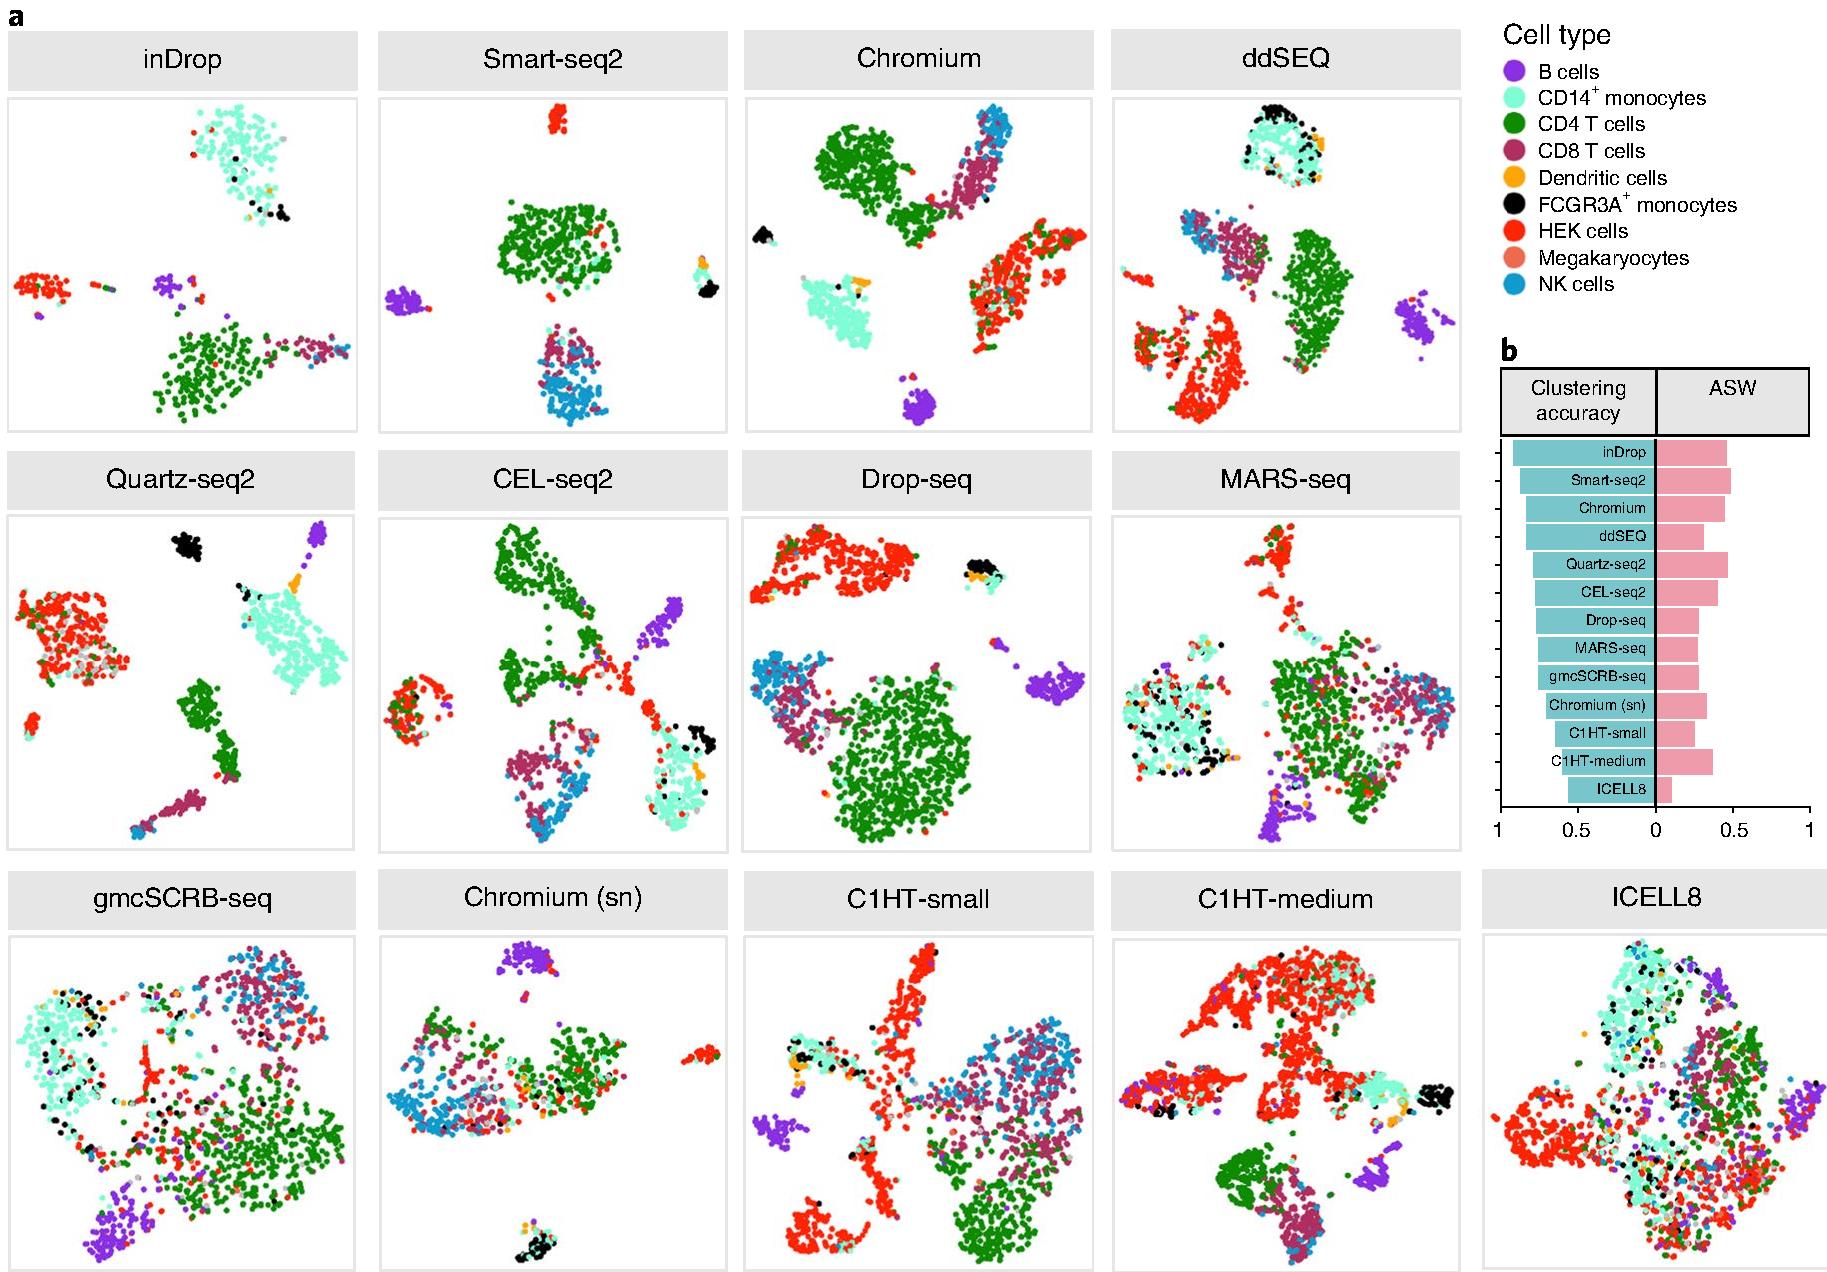 a
inDrop
Smart-seq2
Chromium
ddSEQ
Cell type
B cells
CD14+ monocytes
CD4 T cells
CD8 T cells
Dendritic cells
FCGR3A+ monocytes
HEK cells
Megakaryocytes
NK cells
b
Clustering
accuracy
ASW
inDrop
Smart-seq2
Chromium
ddSEQ
Quartz-seq2
CEL-seq2
Drop-seq
MARS-seq
gmcSCRB-seq
Chromium (sn)
C1HT-small
C1HT-medium
ICELL8
1 0.5 0 0.5 1
Quartz-seq2
CEL-seq2
Drop-seq
MARS-seq
gmcSCRB-seq
Chromium (sn)
C1HT-small
C1HT-medium
ICELL8